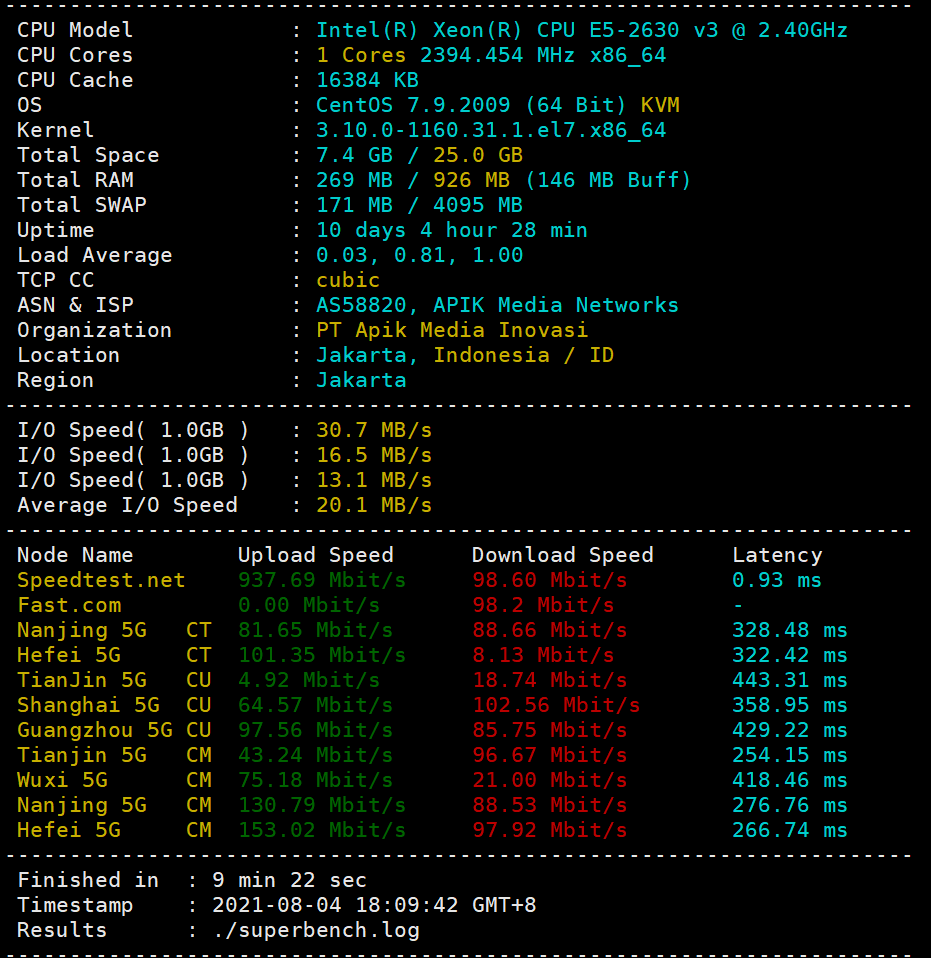 ----------------------------------------------------------------------
CPU Model            : Intel(R) Xeon(R) CPU E5-2630 v3 @ 2.40GHz
CPU Cores            : 1 Cores 2394.454 MHz x86_64
CPU Cache            : 16384 KB
OS                   : CentOS 7.9.2009 (64 Bit) KVM
Kernel               : 3.10.0-1160.31.1.el7.x86_64
Total Space          : 7.4 GB / 25.0 GB
Total RAM            : 269 MB / 926 MB (146 MB Buff)
Total SWAP           : 171 MB / 4095 MB
Uptime               : 10 days 4 hour 28 min
Load Average         : 0.03, 0.81, 1.00
TCP CC               : cubic
ASN & ISP            : AS58820, APIK Media Networks
Organization         : PT Apik Media Inovasi
Location             : Jakarta, Indonesia / ID
Region               : Jakarta
----------------------------------------------------------------------
I/O Speed( 1.0GB )   : 30.7 MB/s
I/O Speed( 1.0GB )   : 16.5 MB/s
I/O Speed( 1.0GB )   : 13.1 MB/s
Average I/O Speed    : 20.1 MB/s
----------------------------------------------------------------------
Node Name        Upload Speed      Download Speed      Latency
Speedtest.net    937.69 Mbit/s     98.60 Mbit/s        0.93 ms
Fast.com         0.00 Mbit/s       98.2 Mbit/s         -
Nanjing 5G   CT  81.65 Mbit/s      88.66 Mbit/s        328.48 ms
Hefei 5G     CT  101.35 Mbit/s     8.13 Mbit/s         322.42 ms
TianJin 5G   CU  4.92 Mbit/s       18.74 Mbit/s        443.31 ms
Shanghai 5G  CU  64.57 Mbit/s      102.56 Mbit/s       358.95 ms
Guangzhou 5G CU  97.56 Mbit/s      85.75 Mbit/s        429.22 ms
Tianjin 5G   CM  43.24 Mbit/s      96.67 Mbit/s        254.15 ms
Wuxi 5G      CM  75.18 Mbit/s      21.00 Mbit/s        418.46 ms
Nanjing 5G   CM  130.79 Mbit/s     88.53 Mbit/s        276.76 ms
Hefei 5G     CM  153.02 Mbit/s     97.92 Mbit/s        266.74 ms
----------------------------------------------------------------------
Finished in  : 9 min 22 sec
Timestamp    : 2021-08-04 18:09:42 GMT+8
Results      : ./superbench.log
----------------------------------------------------------------------